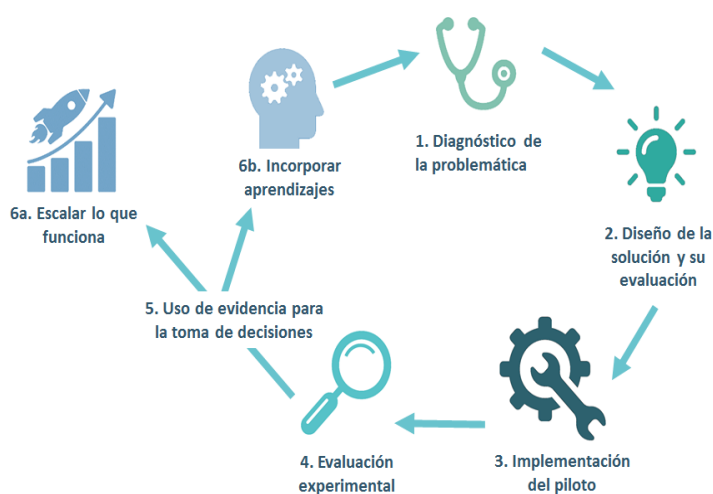 1. Diagnóstico de
la problemática
2. Diseño de la
solución y su
evaluación
3. Implementación
del piloto
4. Evaluación
experimental
5. Uso de evidencia para
la toma de decisiones
6a. Escalar lo que
funciona
6b. Incorporar
aprendizajes